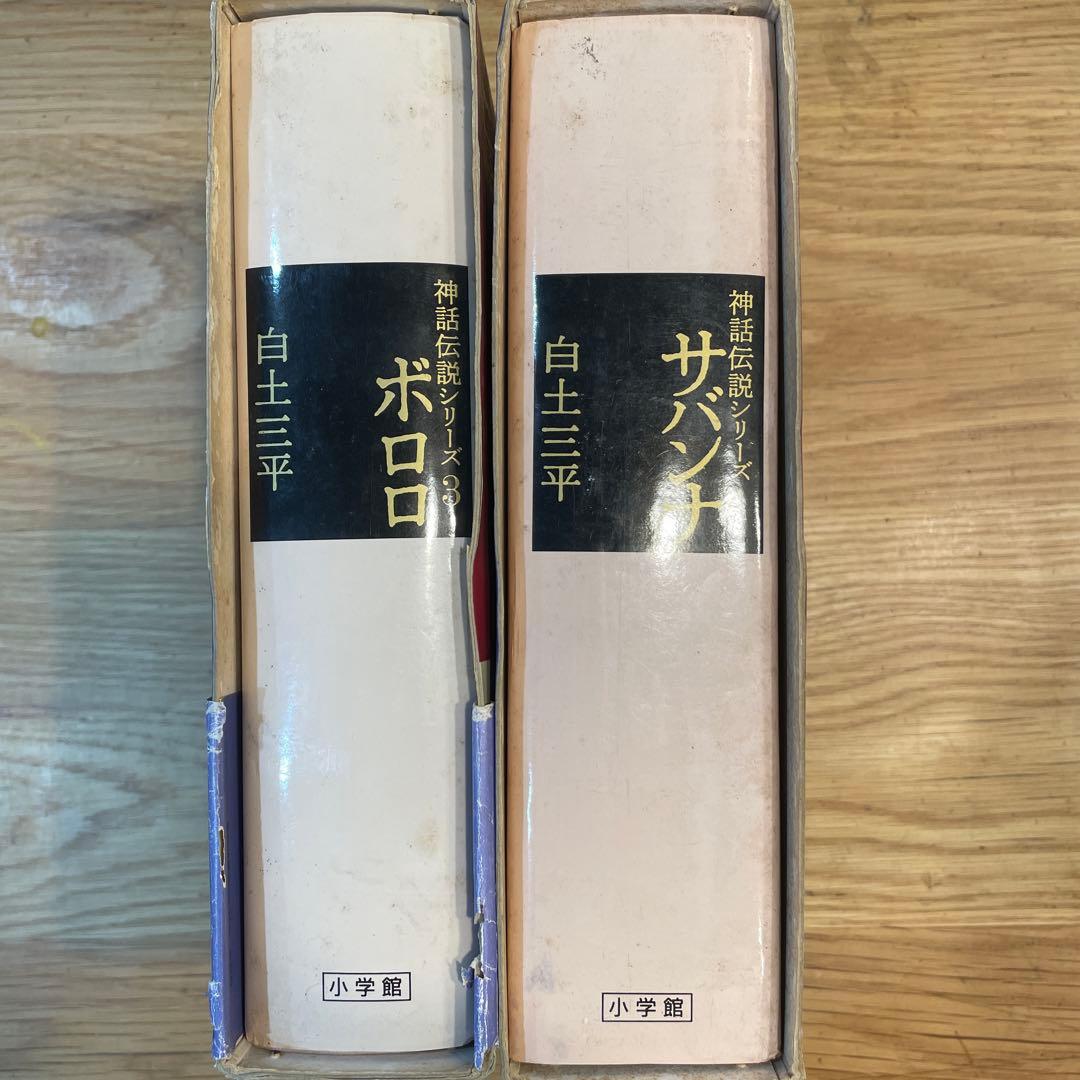 神話伝説シリーズ 3
ボロロ
白土三平
小学館
神話伝説シリーズ
サバンナ
白土三平
小学館